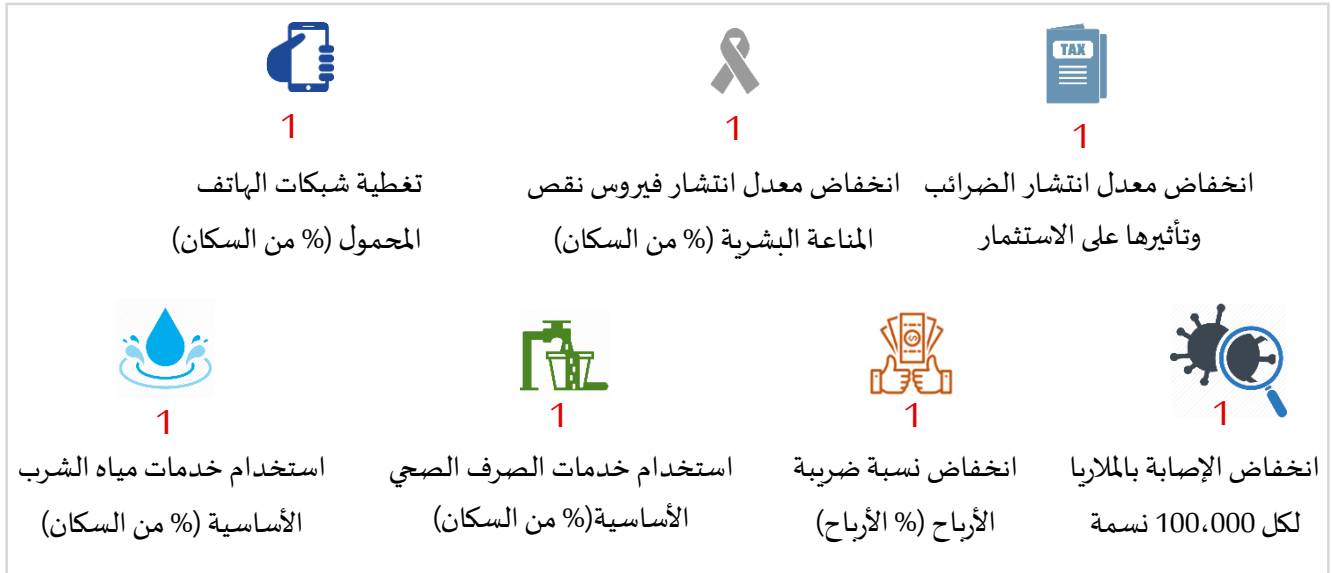 TAX
1
انخفاض معدل انتشار الضرائب
وتأثيرها على الاستثمار
1
انخفاض معدل انتشار فيروس نقص
المناعة البشرية (% من السكان)
1
تغطية شبكات الهاتف
المحمول (% من السكان)
1
انخفاض الإصابة بالملاريا
لكل 100،000 نسمة
1
انخفاض نسبة ضريبة
الأرباح (% الأرباح)
1
استخدام خدمات الصرف الصحي
الأساسية(% من السكان)
1
استخدام خدمات مياه الشرب
الأساسية (% من السكان)